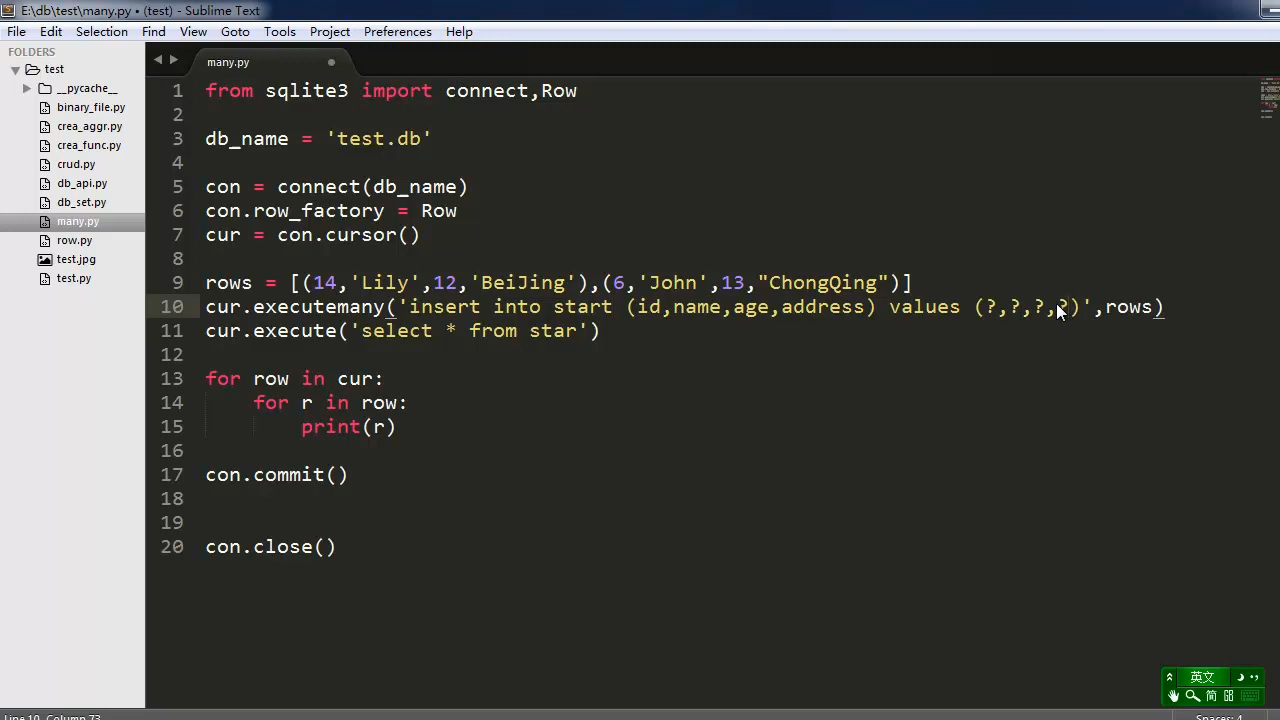 E:\db\test\many.py • (test) - Sublime Text
File Edit Selection Find View Goto Tools Project Preferences Help
FOLDERS
test
__pycache__
binary_file.py
crea_aggr.py
crea_func.py
crud.py
db_api.py
db_set.py
many.py
row.py
test.jpg
test.py
many.py
1 from sqlite3 import connect,Row
2
3 db_name = 'test.db'
4
5 con = connect(db_name)
6 con.row_factory = Row
7 cur = con.cursor()
8
9 rows = [(14,'Lily',12,'BeiJing'),(6,'John',13,"ChongQing")]
10 cur.executemany('insert into start (id,name,age,address) values (?,?,?,?)',rows)
11 cur.execute('select * from star')
12
13 for row in cur:
14 for r in row:
15 print(r)
16
17 con.commit()
18
19
20 con.close()
英文
简
Line 10, Column 73
Spaces: 4